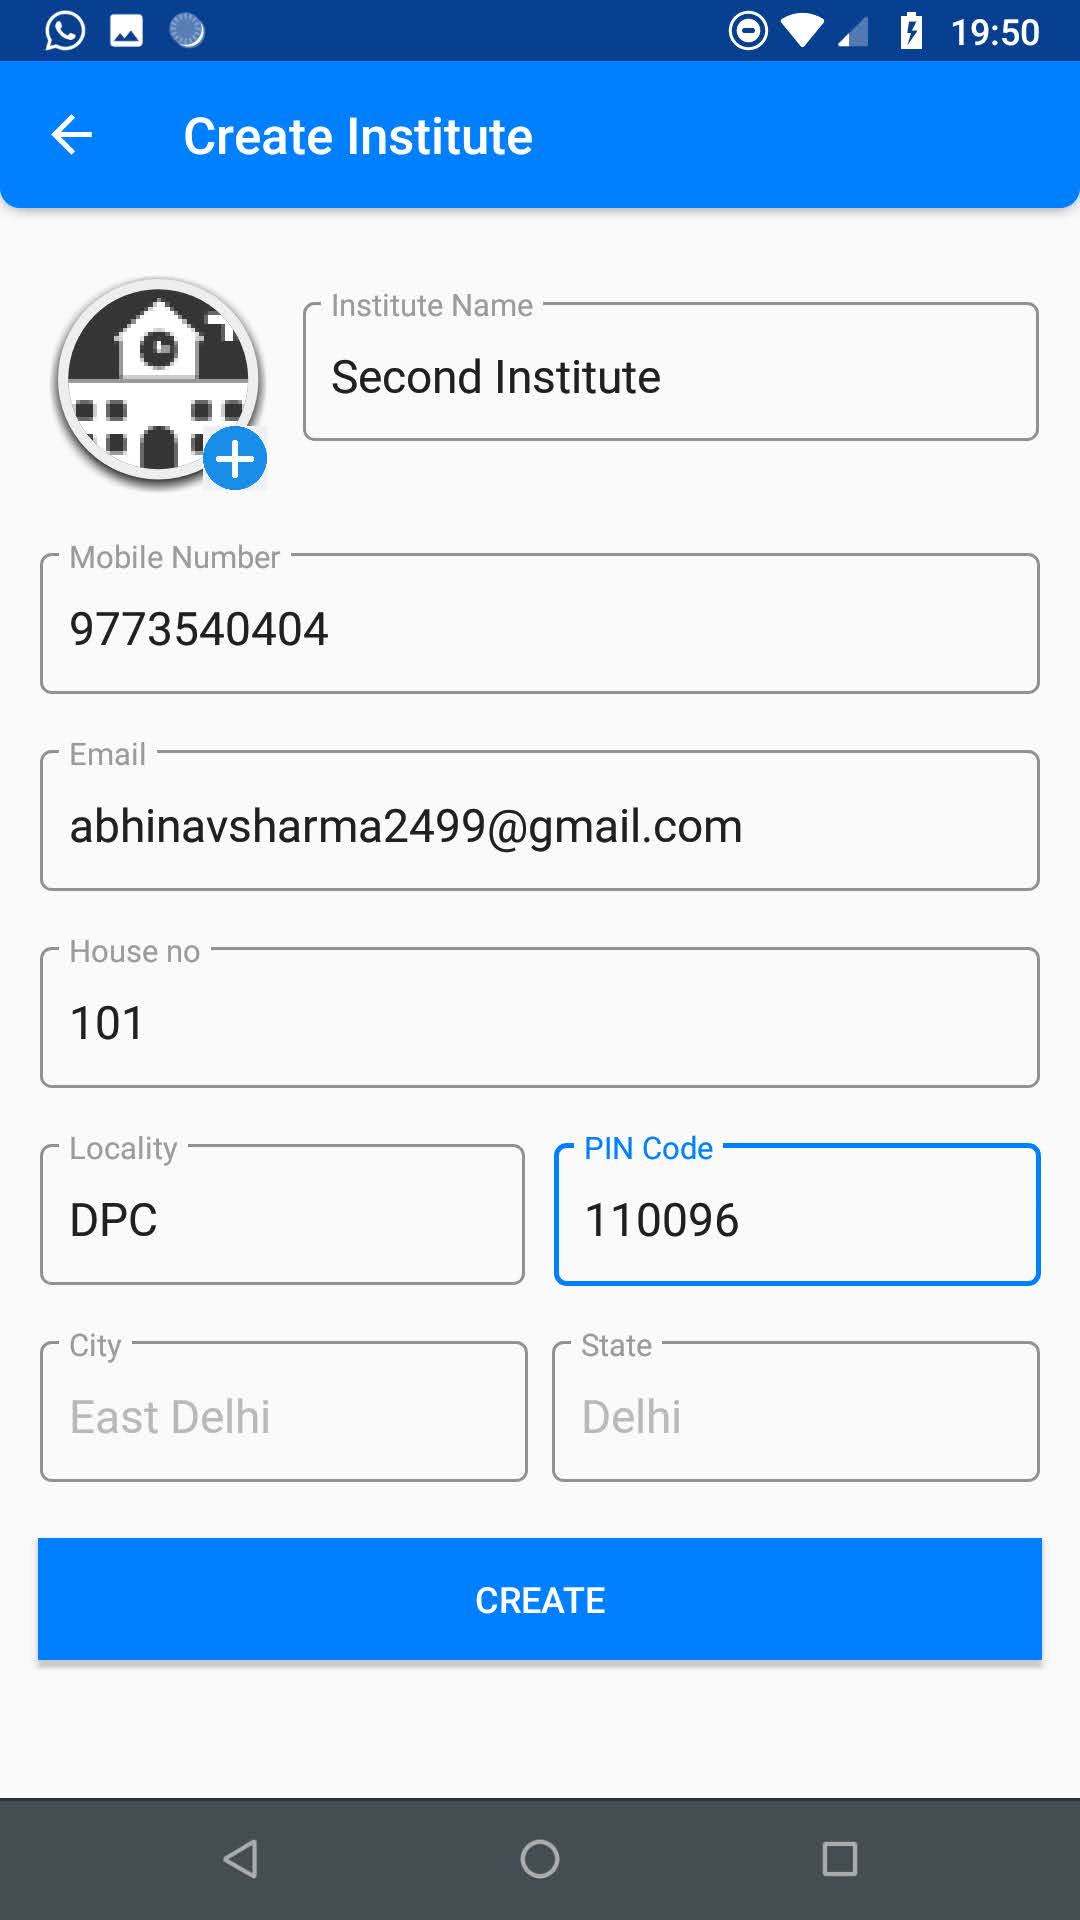 19:50
Create Institute
Institute Name
Second Institute
Mobile Number
9773540404
Email
abhinavsharma2499@gmail.com
House no
101
Locality
DPC
PIN Code
110096
City
East Delhi
State
Delhi
CREATE